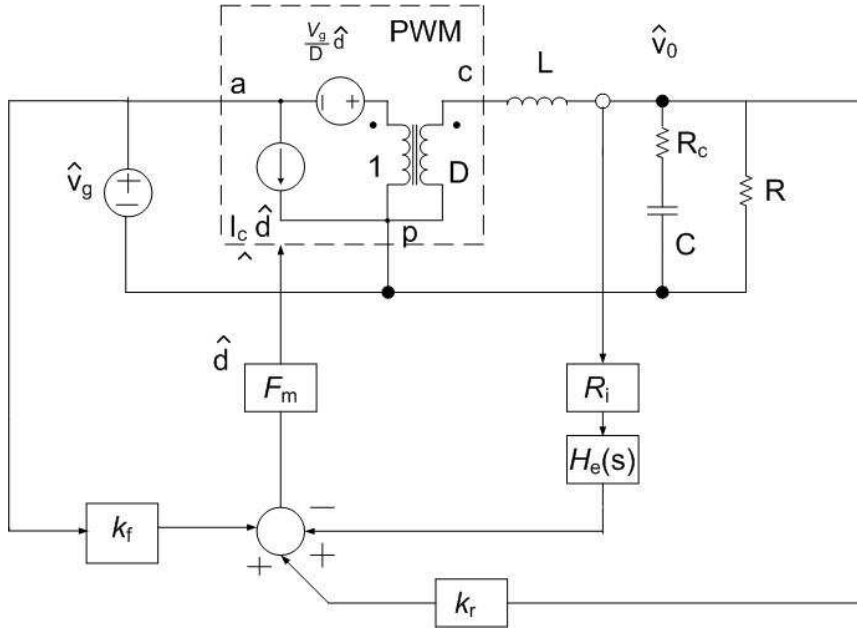 V_g/D d̂ PWM v̂_0
a c L
R_c
v̂_g 1 D R
I_c d̂ p C
^
d̂
F_m R_i
H_e(s)
k_f
k_r